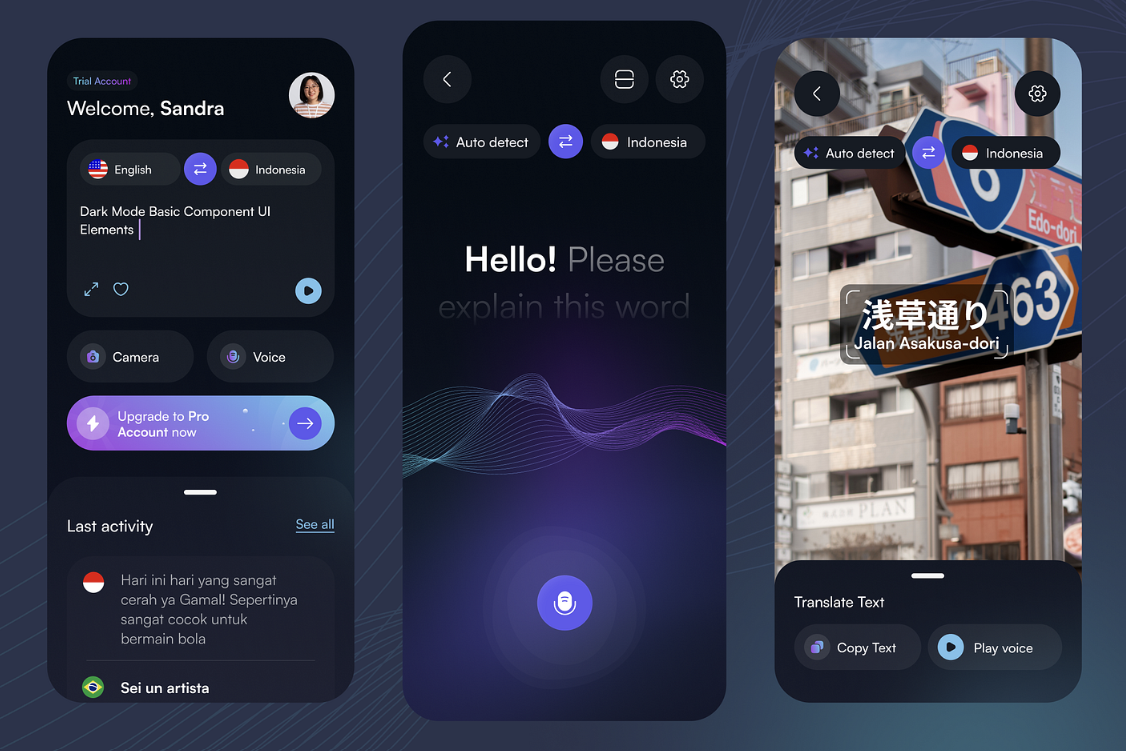 Trial Account
Welcome, Sandra
English
Indonesia
Dark Mode Basic Component UI
Elements
Camera
Voice
Upgrade to Pro
Account now
Last activity
See all
Hari ini hari yang sangat
cerah ya Gamal! Sepertinya
sangat cocok untuk
bermain bola
Sei un artista
Auto detect
Indonesia
Hello! Please
explain this word
Auto detect
Indonesia
6
Edo-dori
463
浅草通り
Jalan Asakusa-dori
PLAN
Translate Text
Copy Text
Play voice